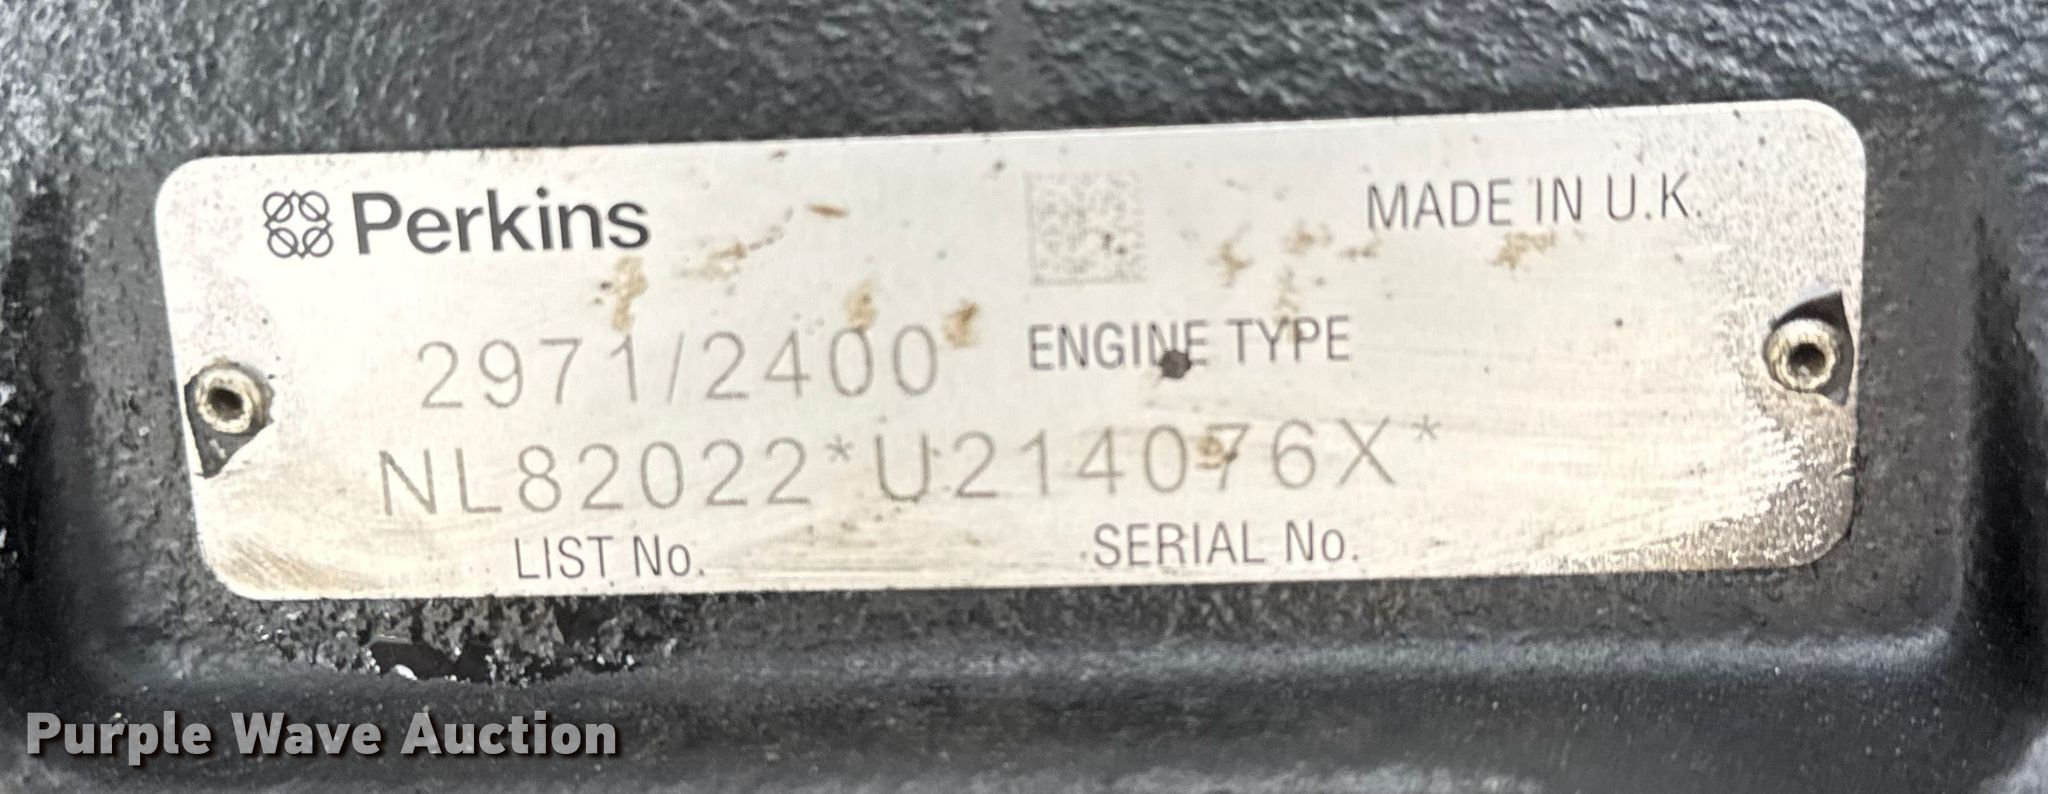 Perkins MADE IN U.K.
2971/2400 ENGINE TYPE
NL82022*U214076X*
LIST No. SERIAL No.
Purple Wave Auction